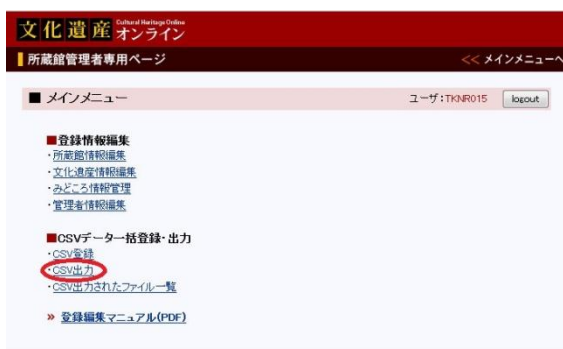 文化遺産 Cultural Heritage Online オンライン
所蔵館管理者専用ページ << メインメニューへ
■ メインメニュー ユーザ:TKNR015 logout
■登録情報編集
・所蔵館情報編集
・文化遺産情報編集
・みどころ情報管理
・管理者情報編集
■CSVデータ一括登録・出力
・CSV登録
・CSV出力
・CSV出力されたファイル一覧
» 登録編集マニュアル(PDF)